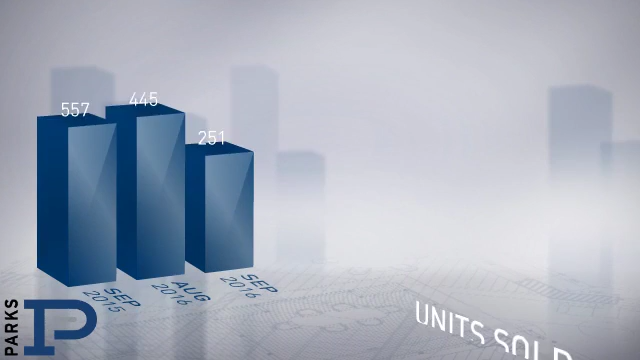 557
445
251
SEP
2015
AUG
2016
SEP
2016
UNITS SOLD
PARKS
P